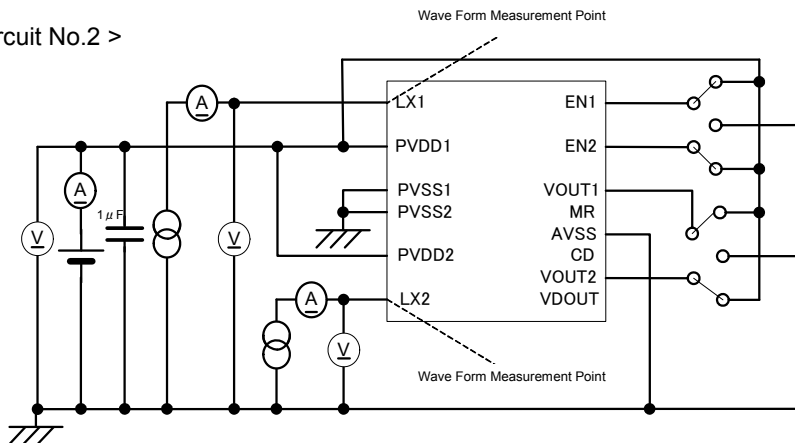 Wave Form Measurement Point
rcuit No.2 >
A
LX1
EN1
PVDD1
EN2
A
PVSS1
VOUT1
1μF
PVSS2
MR
V
V
AVSS
PVDD2
CD
VOUT2
A
LX2
VDOUT
V
Wave Form Measurement Point